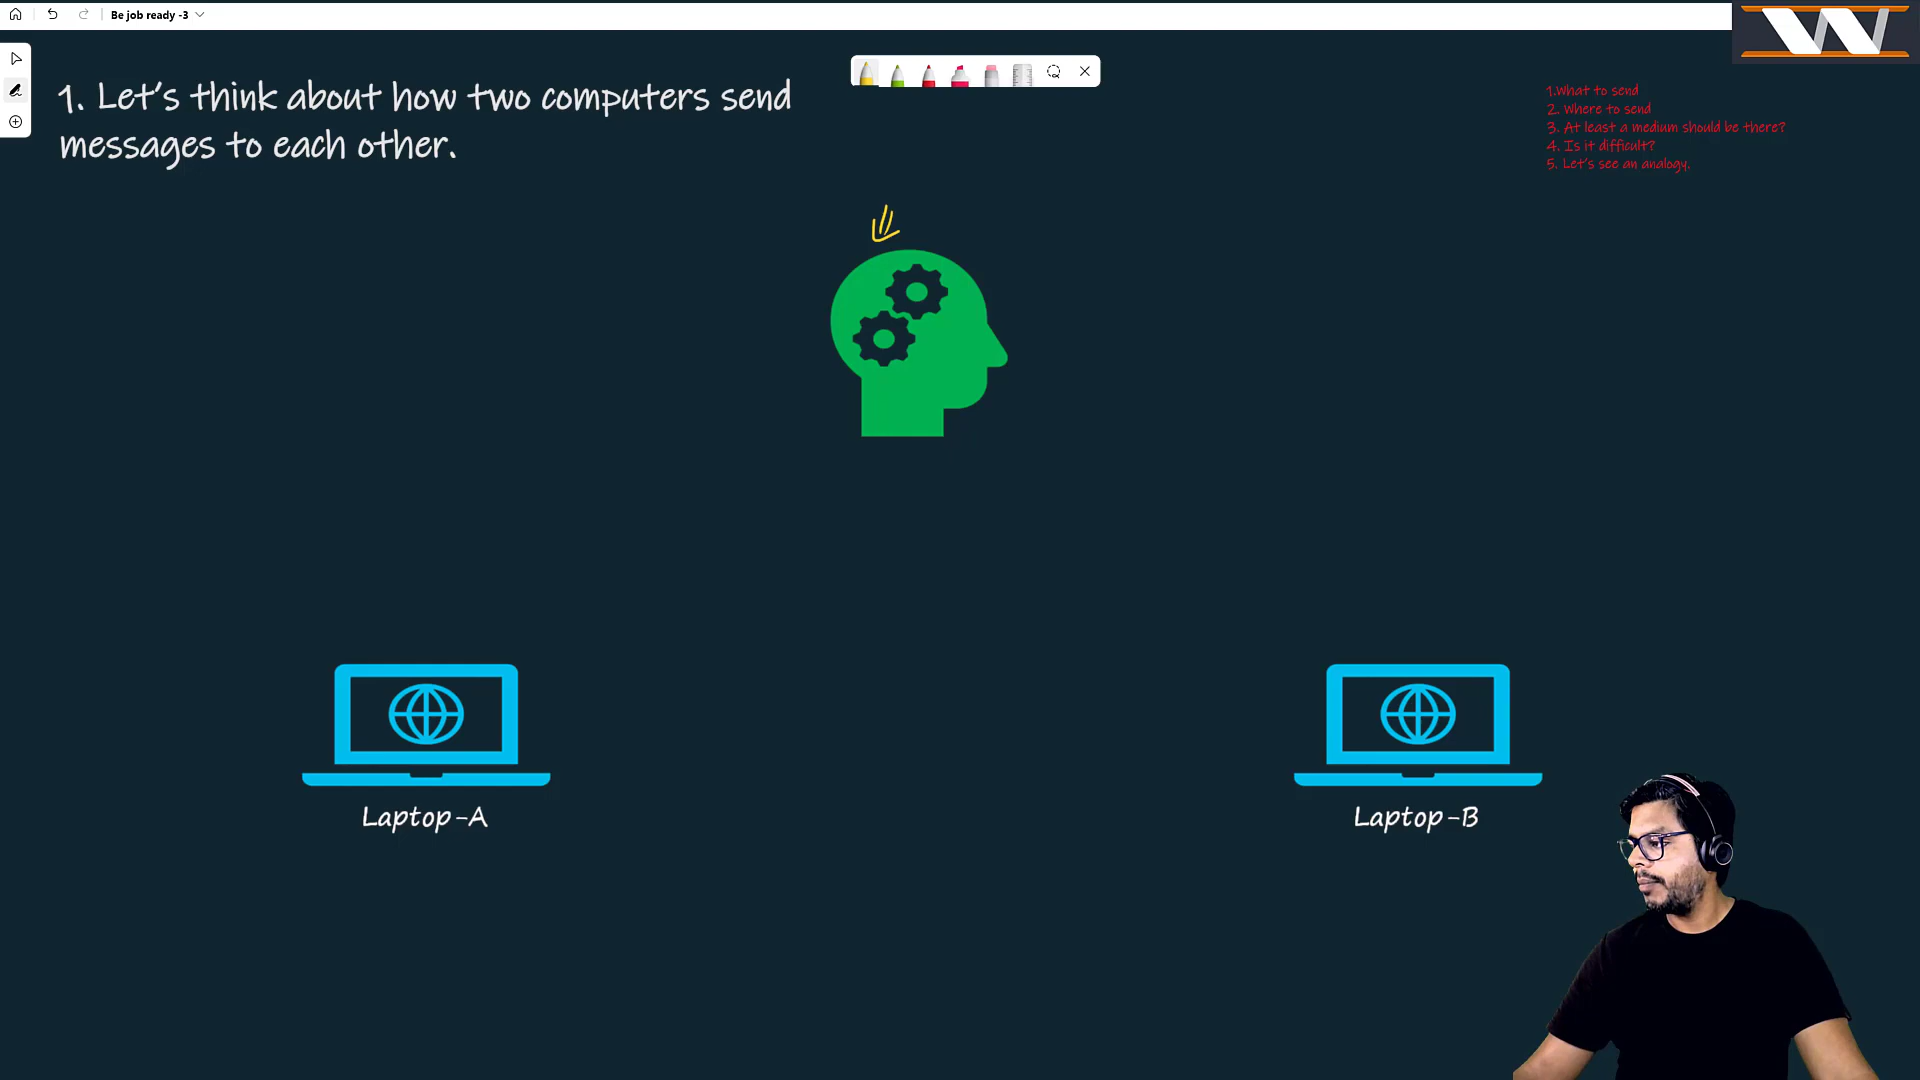 Be job ready -3
1. Let's think about how two computers send
messages to each other.
1.What to send
2. Where to send
3. At least a medium should be there?
4. Is it difficult?
5. Let's see an analogy.
Laptop-A
Laptop-B